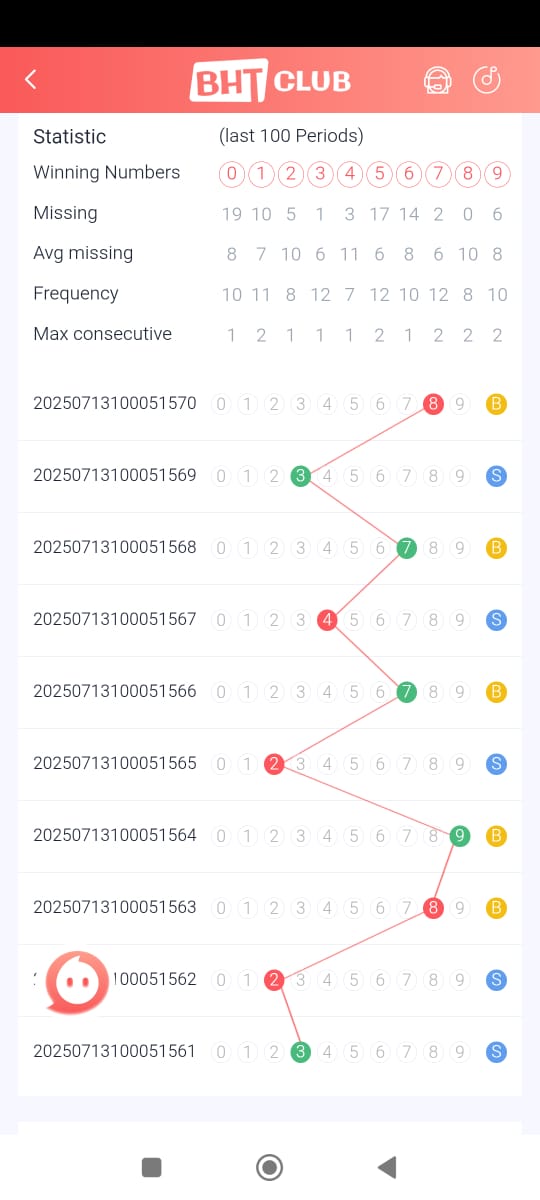 BHT CLUB
Statistic (last 100 Periods)
Winning Numbers 0 1 2 3 4 5 6 7 8 9
Missing 19 10 5 1 3 17 14 2 0 6
Avg missing 8 7 10 6 11 6 8 6 10 8
Frequency 10 11 8 12 7 12 10 12 8 10
Max consecutive 1 2 1 1 1 2 1 2 2 2
20250713100051570 0 1 2 3 4 5 6 7 8 9 B
20250713100051569 0 1 2 3 4 5 6 7 8 9 S
20250713100051568 0 1 2 3 4 5 6 7 8 9 B
20250713100051567 0 1 2 3 4 5 6 7 8 9 S
20250713100051566 0 1 2 3 4 5 6 7 8 9 B
20250713100051565 0 1 2 3 4 5 6 7 8 9 S
20250713100051564 0 1 2 3 4 5 6 7 8 9 B
20250713100051563 0 1 2 3 4 5 6 7 8 9 B
100051562 0 1 2 3 4 5 6 7 8 9 S
20250713100051561 0 1 2 3 4 5 6 7 8 9 S